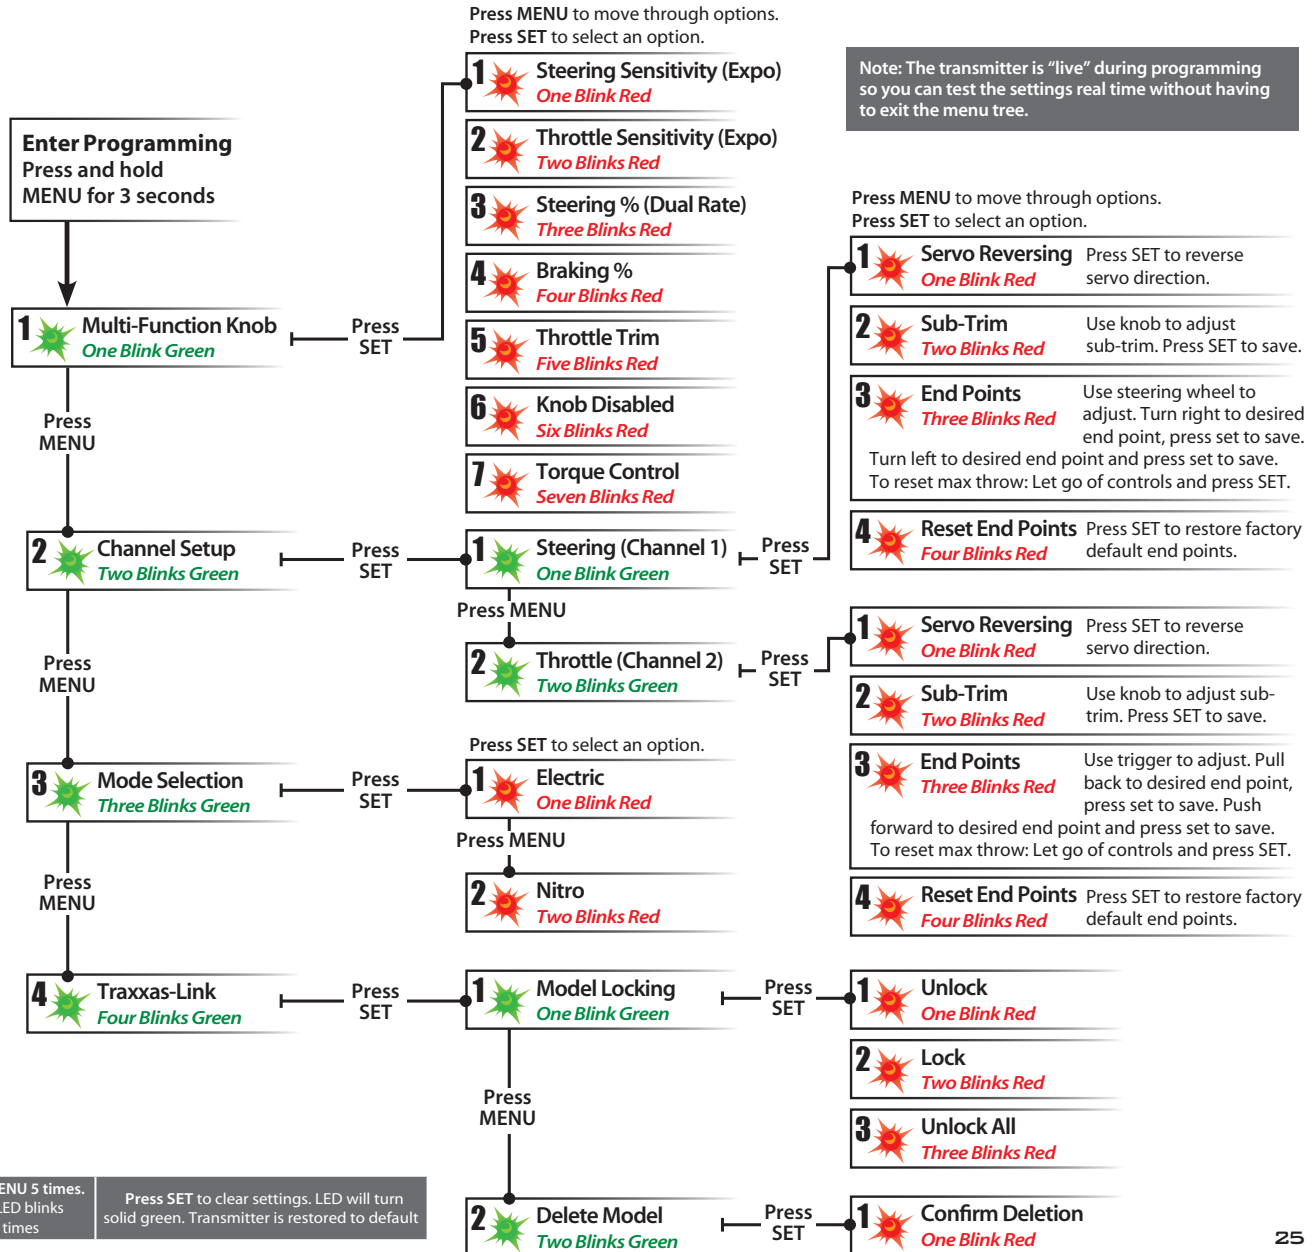 Press MENU to move through options.
Press SET to select an option.
Enter Programming
Press and hold
MENU for 3 seconds
1 Multi-Function Knob
One Blink Green
Press
SET
1 Steering Sensitivity (Expo)
One Blink Red
2 Throttle Sensitivity (Expo)
Two Blinks Red
3 Steering % (Dual Rate)
Three Blinks Red
4 Braking %
Four Blinks Red
5 Throttle Trim
Five Blinks Red
6 Knob Disabled
Six Blinks Red
7 Torque Control
Seven Blinks Red
Note: The transmitter is “live” during programming
so you can test the settings real time without having
to exit the menu tree.
Press
MENU
2 Channel Setup
Two Blinks Green
Press
SET
1 Steering (Channel 1)
One Blink Green
Press
SET
Press MENU to move through options.
Press SET to select an option.
1 Servo Reversing Press SET to reverse
One Blink Red servo direction.
2 Sub-Trim Use knob to adjust
Two Blinks Red sub-trim. Press SET to save.
3 End Points Use steering wheel to
Three Blinks Red adjust. Turn right to desired
end point, press set to save.
Turn left to desired end point and press set to save.
To reset max throw: Let go of controls and press SET.
4 Reset End Points Press SET to restore factory
Four Blinks Red default end points.
Press MENU
2 Throttle (Channel 2)
Two Blinks Green
Press
SET
1 Servo Reversing Press SET to reverse
One Blink Red servo direction.
2 Sub-Trim Use knob to adjust sub-
Two Blinks Red trim. Press SET to save.
3 End Points Use trigger to adjust. Pull
Three Blinks Red back to desired end point,
press set to save. Push
forward to desired end point and press set to save.
To reset max throw: Let go of controls and press SET.
4 Reset End Points Press SET to restore factory
Four Blinks Red default end points.
Press
MENU
3 Mode Selection
Three Blinks Green
Press
SET
Press SET to select an option.
1 Electric
One Blink Red
Press MENU
2 Nitro
Two Blinks Red
Press
MENU
4 Traxxas-Link
Four Blinks Green
Press
SET
1 Model Locking
One Blink Green
Press
SET
1 Unlock
One Blink Red
2 Lock
Two Blinks Red
3 Unlock All
Three Blinks Red
Press
MENU
2 Delete Model
Two Blinks Green
Press
SET
1 Confirm Deletion
One Blink Red
ENU 5 times.
LED blinks
times
Press SET to clear settings. LED will turn
solid green. Transmitter is restored to default
25